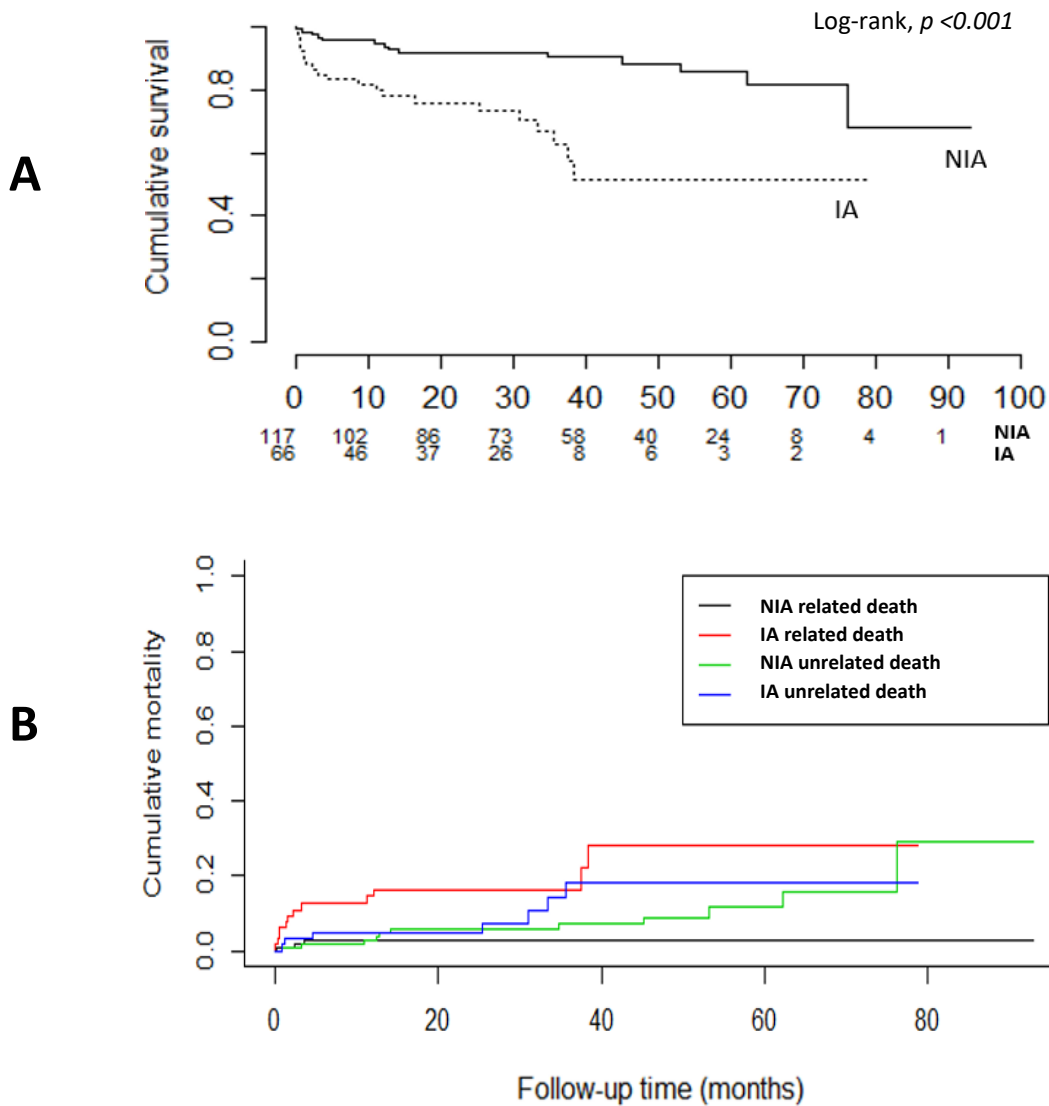 Log-rank, p <0.001
A
Cumulative survival
0.8
0.4
0.0
NIA
IA
0 10 20 30 40 50 60 70 80 90 100
117 102 86 73 58 40 24 8 4 1 NIA
66 46 37 26 8 6 3 2 IA
B
Cumulative mortality
1.0
0.8
0.6
0.4
0.2
0.0
NIA related death
IA related death
NIA unrelated death
IA unrelated death
0 20 40 60 80
Follow-up time (months)